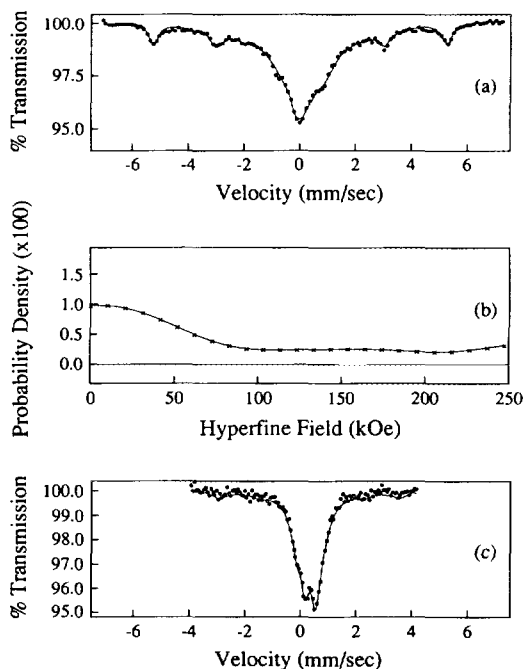 % Transmission
100.0
97.5
95.0
(a)
-6 -4 -2 0 2 4 6
Velocity (mm/sec)
Probability Density (x100)
1.5
1.0
0.5
0.0
(b)
0 50 100 150 200 250
Hyperfine Field (kOe)
% Transmission
100.0
99.0
98.0
97.0
96.0
95.0
(c)
-6 -4 -2 0 2 4 6
Velocity (mm/sec)